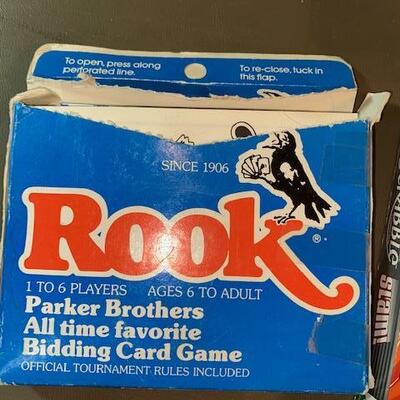 To open, press along
perforated line.
To re-close, tuck in
this flap.
SINCE 1906
Rook®
1 TO 6 PLAYERS AGES 6 TO ADULT
Parker Brothers
All time favorite
Bidding Card Game
OFFICIAL TOURNAMENT RULES INCLUDED
slam!